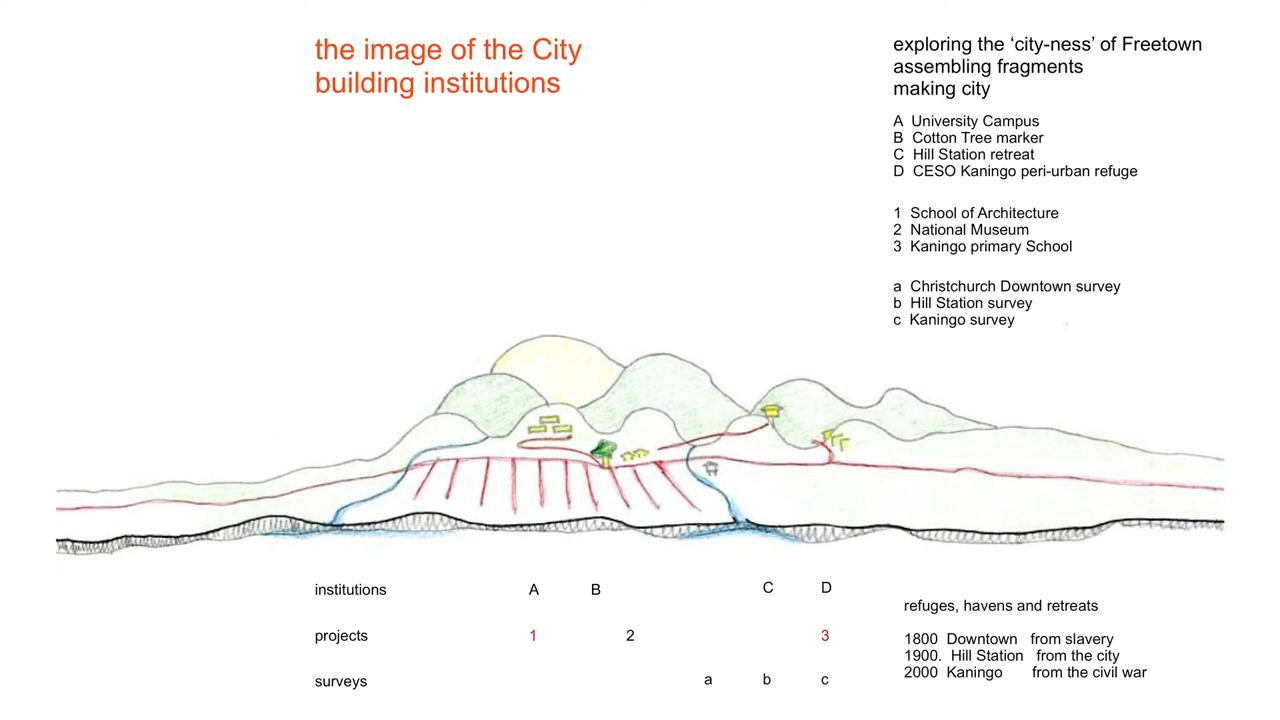 the image of the City
building institutions
exploring the ‘city-ness’ of Freetown
assembling fragments
making city
A University Campus
B Cotton Tree marker
C Hill Station retreat
D CESO Kaningo peri-urban refuge
1 School of Architecture
2 National Museum
3 Kaningo primary School
a Christchurch Downtown survey
b Hill Station survey
c Kaningo survey
institutions A B C D
projects 1 2 3
surveys a b c
refuges, havens and retreats
1800 Downtown from slavery
1900. Hill Station from the city
2000 Kaningo from the civil war